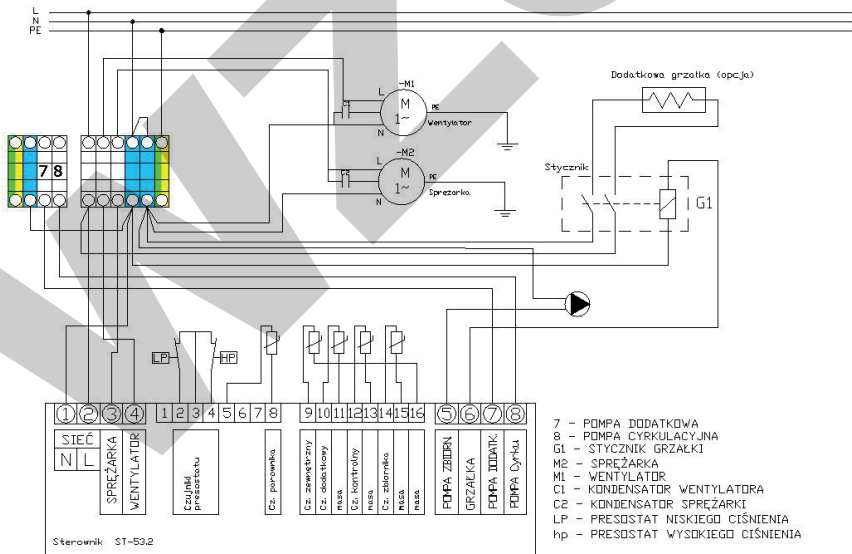 L
N
PE
WZÓ
-M1
L
C1
M
1~
PE
N
Wentylator
-M2
L
C2
M
1~
PE
N
Sprężarka
Dodatkowa grzałka (opcja)
Stycznik
G1
7 8
LP
HP
1 2 3 4
1 2 3 4 5 6 7 8
9 10 11 12 13 14 15 16
5 6 7 8
SIEĆ
N L
SPRĘŻARKA
WENTYLATOR
Czujniki
presostatu
Cz. parownika
Cz. zewnętrzny
Cz. dodatkowy
masa
Cz. kontrolny
masa
Cz. zbiornika
masa
masa
POMPA ZBIORN.
GRZAŁKA
POMPA DODATK.
POMPA Cyrku
Sterownik ST-53.2
7 - POMPA DODATKOWA
8 - POMPA CYRKULACYJNA
G1 - STYCZNIK GRZAŁKI
M2 - SPRĘŻARKA
M1 - WENTYLATOR
C1 - KONDENSATOR WENTYLATORA
C2 - KONDENSATOR SPRĘŻARKI
LP - PRESOSTAT NISKIEGO CIŚNIENIA
hp - PRESOSTAT WYSOKIEGO CIŚNIENIA